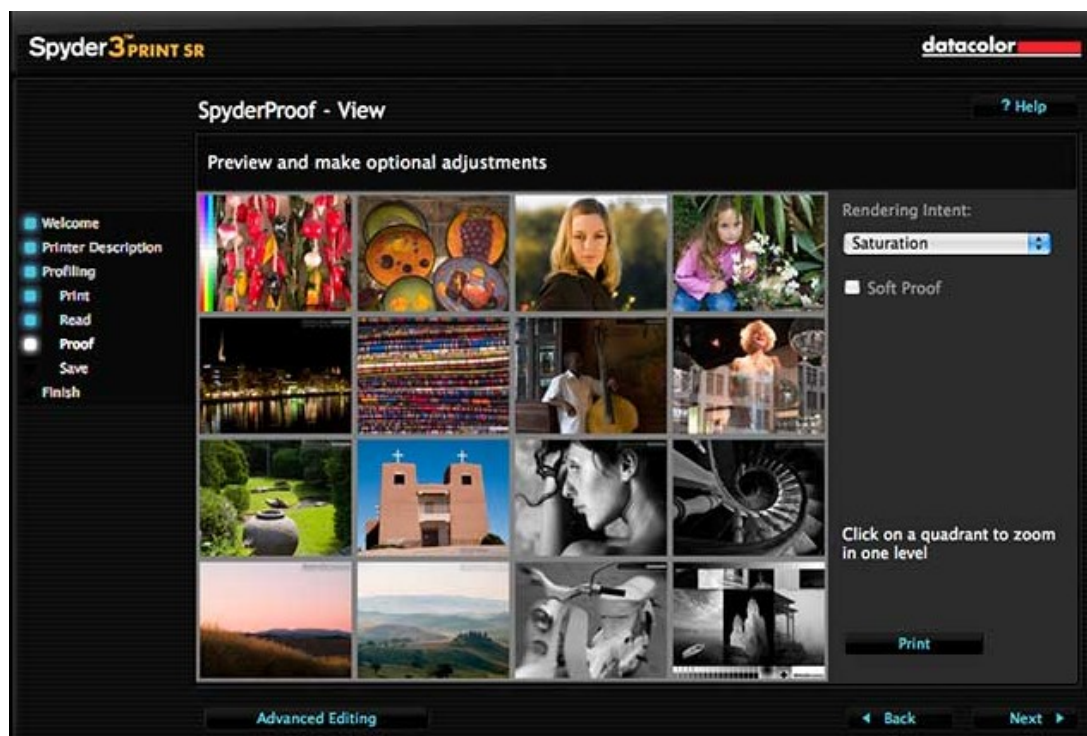 Spyder3™PRINT SR
datacolor
SpyderProof - View
? Help
Preview and make optional adjustments
Welcome
Printer Description
Profiling
Print
Read
Proof
Save
Finish
Rendering Intent:
Saturation
Soft Proof
Click on a quadrant to zoom
in one level
Print
Advanced Editing
Back
Next